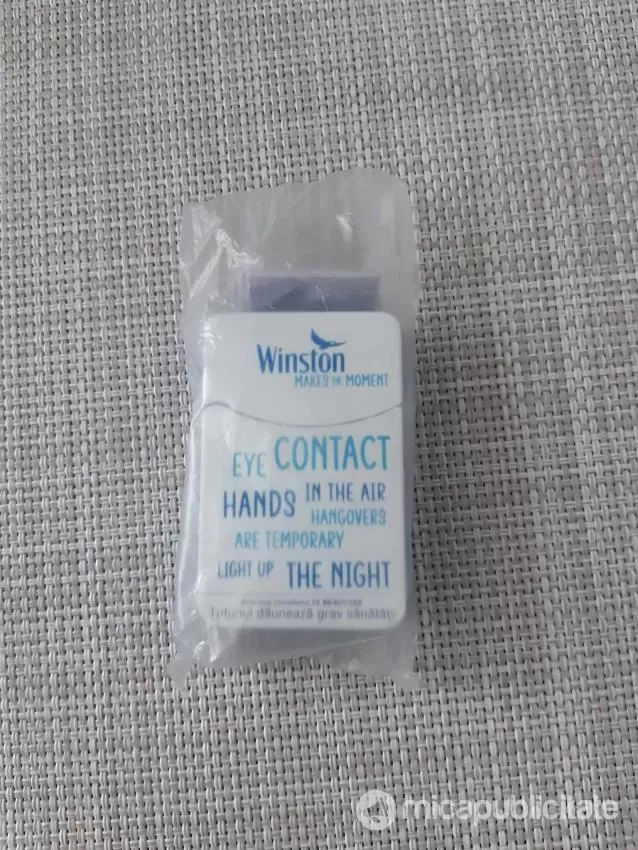 Winston
MAKES THE MOMENT
EYE CONTACT
HANDS IN THE AIR
HANGOVERS
ARE TEMPORARY
LIGHT UP THE NIGHT
Tutunul dăunează grav sănătăț
micapublicitate